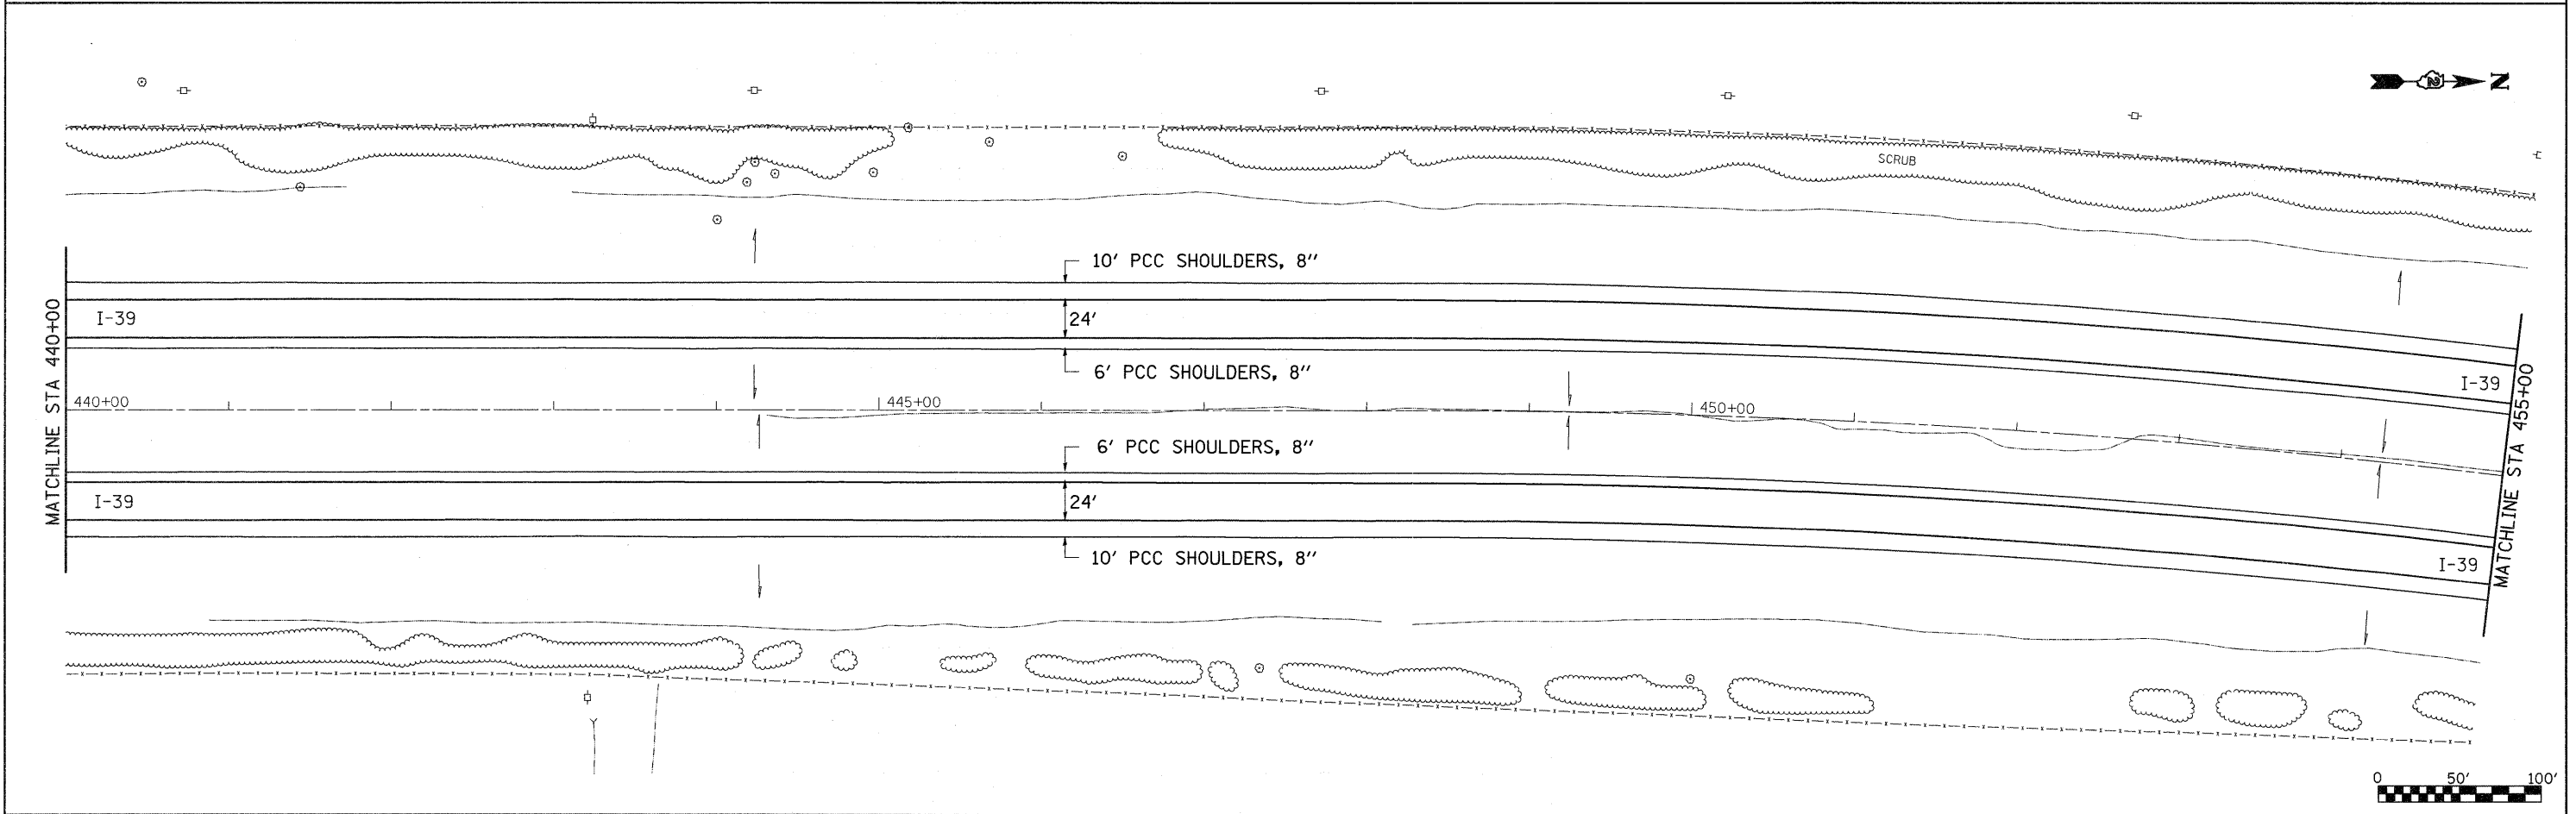 N
SCRUB
10' PCC SHOULDERS, 8''
I-39
24'
6' PCC SHOULDERS, 8''
I-39
MATCHLINE STA 440+00
440+00
445+00
450+00
MATCHLINE STA 455+00
6' PCC SHOULDERS, 8''
I-39
24'
10' PCC SHOULDERS, 8''
I-39
0 50' 100'